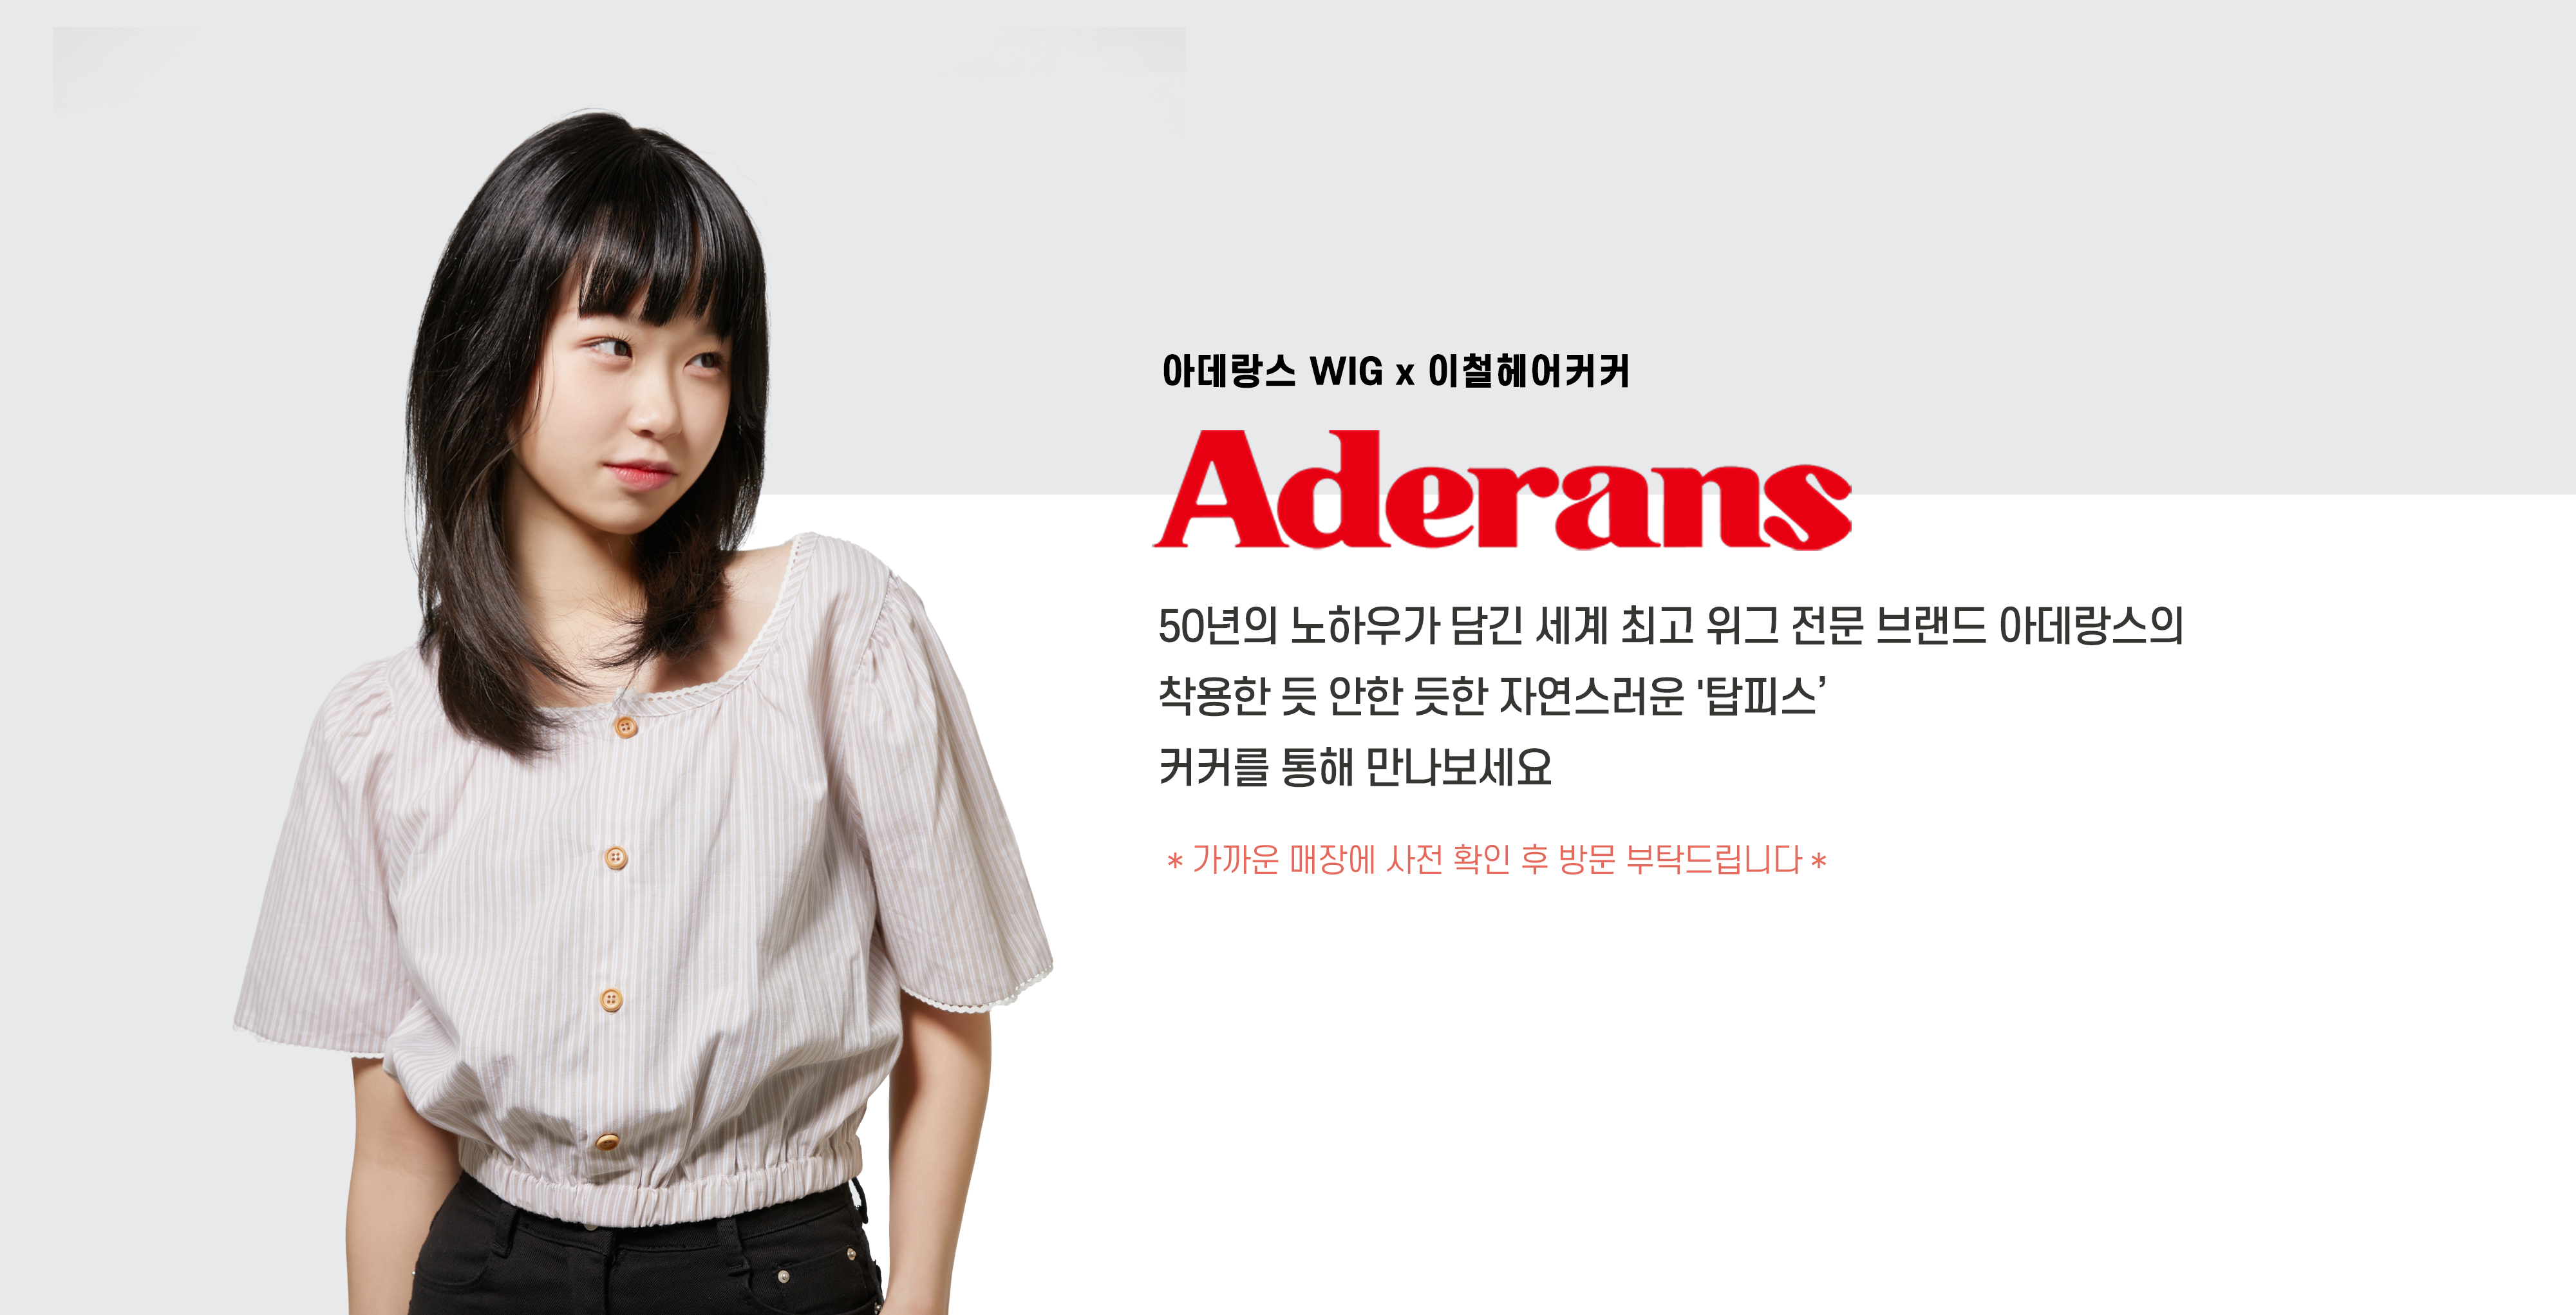 아데랑스 WIG x 이철헤어커커
Aderans
50년의 노하우가 담긴 세계 최고 위그 전문 브랜드 아데랑스의
착용한 듯 안한 듯한 자연스러운 '탑피스’
커커를 통해 만나보세요
* 가까운 매장에 사전 확인 후 방문 부탁드립니다 *